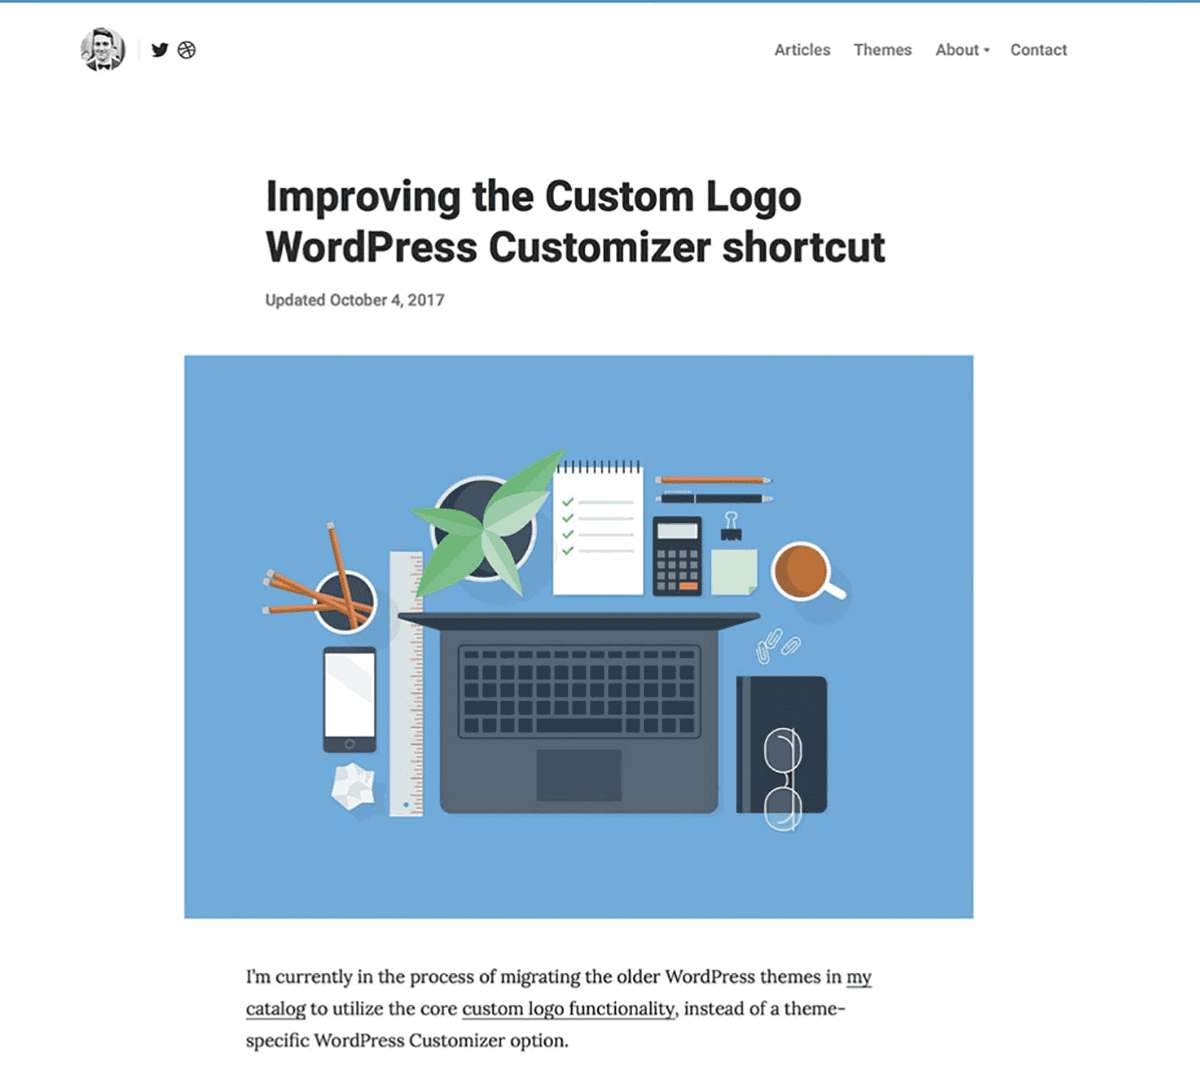 Articles Themes About Contact
Improving the Custom Logo
WordPress Customizer shortcut
Updated October 4, 2017
I'm currently in the process of migrating the older WordPress themes in my
catalog to utilize the core custom logo functionality, instead of a theme-
specific WordPress Customizer option.